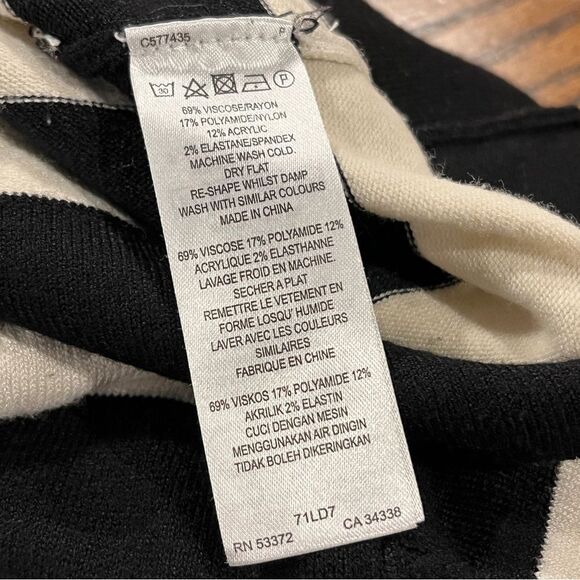 C577435 P
30 P
69% VISCOSE/RAYON
17% POLYAMIDE/NYLON
12% ACRYLIC
2% ELASTANE/SPANDEX
MACHINE WASH COLD.
DRY FLAT
RE-SHAPE WHILST DAMP
WASH WITH SIMILAR COLOURS
MADE IN CHINA
69% VISCOSE 17% POLYAMIDE 12%
ACRYLIQUE 2% ELASTHANNE
LAVAGE FROID EN MACHINE.
SECHER A PLAT
REMETTRE LE VETEMENT EN
FORME LOSQU' HUMIDE
LAVER AVEC LES COULEURS
SIMILAIRES
FABRIQUE EN CHINE
69% VISKOS 17% POLYAMIDE 12%
AKRILIK 2% ELASTIN
CUCI DENGAN MESIN
MENGGUNAKAN AIR DINGIN
TIDAK BOLEH DIKERINGKAN
71LD7
RN 53372 CA 34338